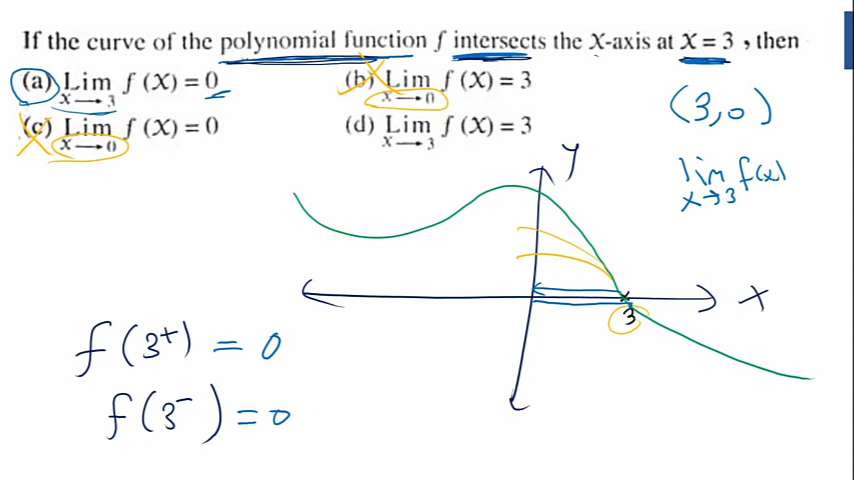 If the curve of the polynomial function f intersects the X-axis at X = 3 , then
(a) Lim f (X) = 0 (b) Lim f (X) = 3
X → 3 X → 0
(c) Lim f (X) = 0 (d) Lim f (X) = 3
X → 0 X → 3
(3,0)
lim f(x)
x→3
y
x
3
f(3⁺) = 0
f(3⁻) = 0